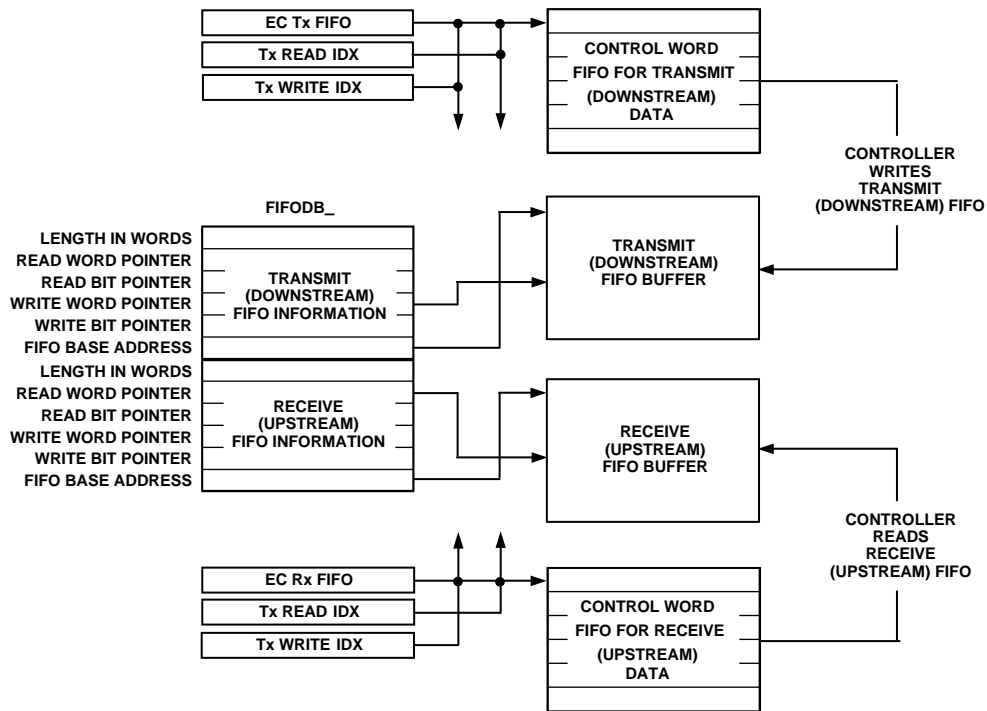 EC Tx FIFO
Tx READ IDX
Tx WRITE IDX
CONTROL WORD
FIFO FOR TRANSMIT
(DOWNSTREAM)
DATA
CONTROLLER
WRITES
TRANSMIT
(DOWNSTREAM) FIFO
FIFODB_
LENGTH IN WORDS
READ WORD POINTER
READ BIT POINTER
WRITE WORD POINTER
WRITE BIT POINTER
FIFO BASE ADDRESS
TRANSMIT
(DOWNSTREAM)
FIFO INFORMATION
TRANSMIT
(DOWNSTREAM)
FIFO BUFFER
LENGTH IN WORDS
READ WORD POINTER
READ BIT POINTER
WRITE WORD POINTER
WRITE BIT POINTER
FIFO BASE ADDRESS
RECEIVE
(UPSTREAM)
FIFO INFORMATION
RECEIVE
(UPSTREAM)
FIFO BUFFER
CONTROLLER
READS
RECEIVE
(UPSTREAM) FIFO
EC Rx FIFO
Tx READ IDX
Tx WRITE IDX
CONTROL WORD
FIFO FOR RECEIVE
(UPSTREAM)
DATA